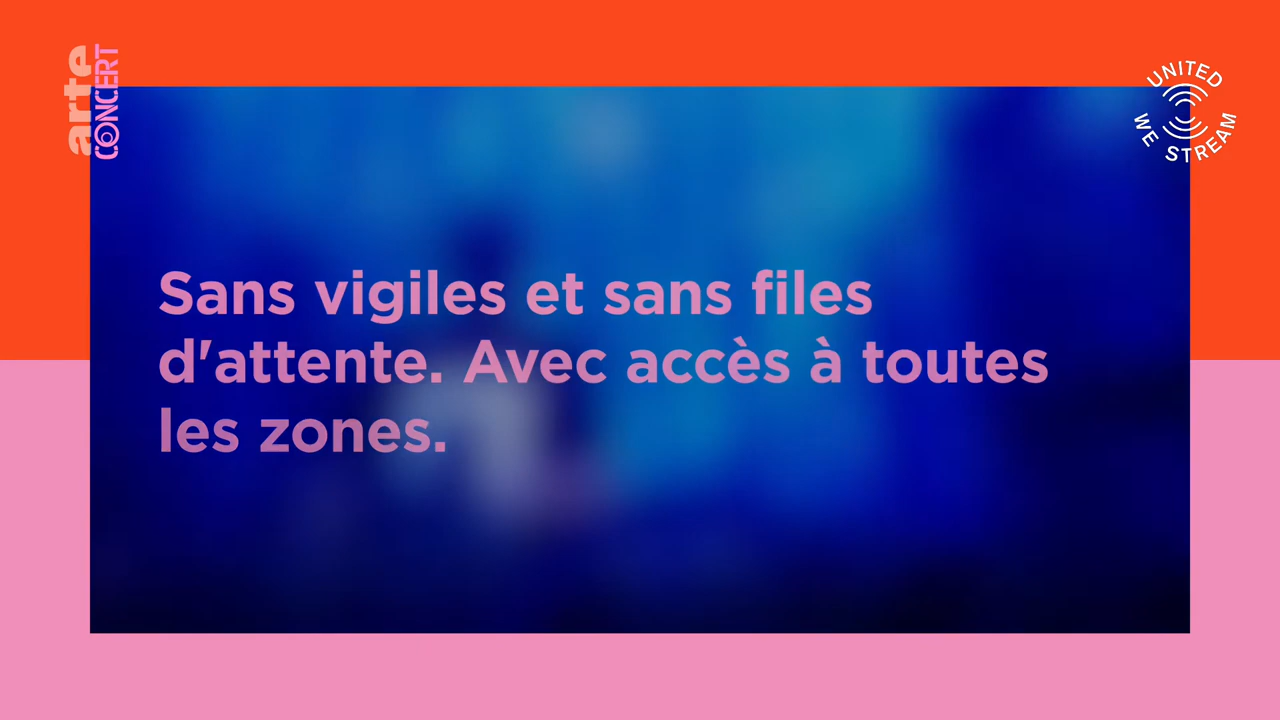 arte
CONCERT
UNITED
WE STREAM
Sans vigiles et sans files
d'attente. Avec accès à toutes
les zones.